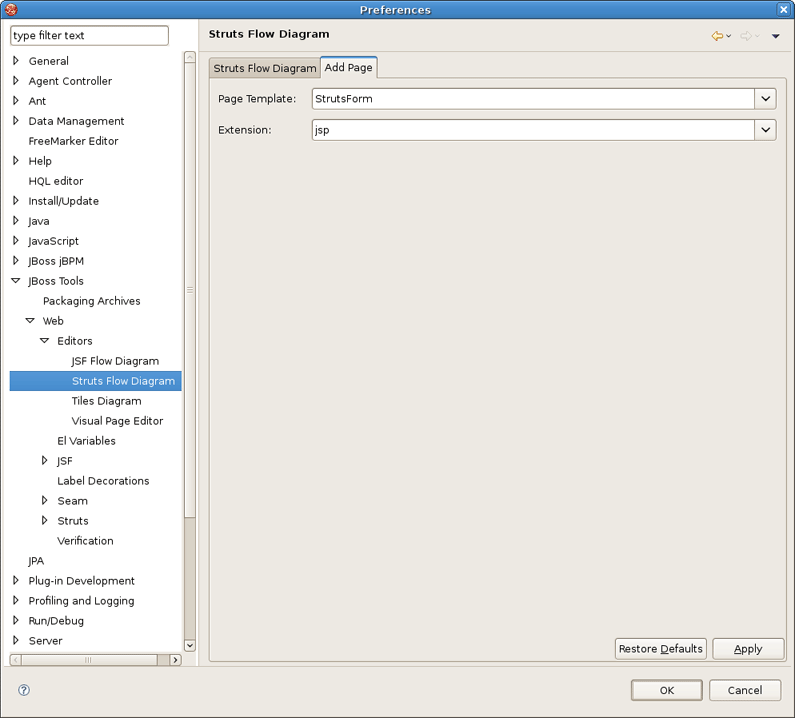 Preferences
type filter text
General
Agent Controller
Ant
Data Management
FreeMarker Editor
Help
HQL editor
Install/Update
Java
JavaScript
JBoss jBPM
JBoss Tools
Packaging Archives
Web
Editors
JSF Flow Diagram
Struts Flow Diagram
Tiles Diagram
Visual Page Editor
El Variables
JSF
Label Decorations
Seam
Struts
Verification
JPA
Plug-in Development
Profiling and Logging
Run/Debug
Server
Struts Flow Diagram
Struts Flow Diagram Add Page
Page Template: StrutsForm
Extension: jsp
Restore Defaults Apply
? OK Cancel